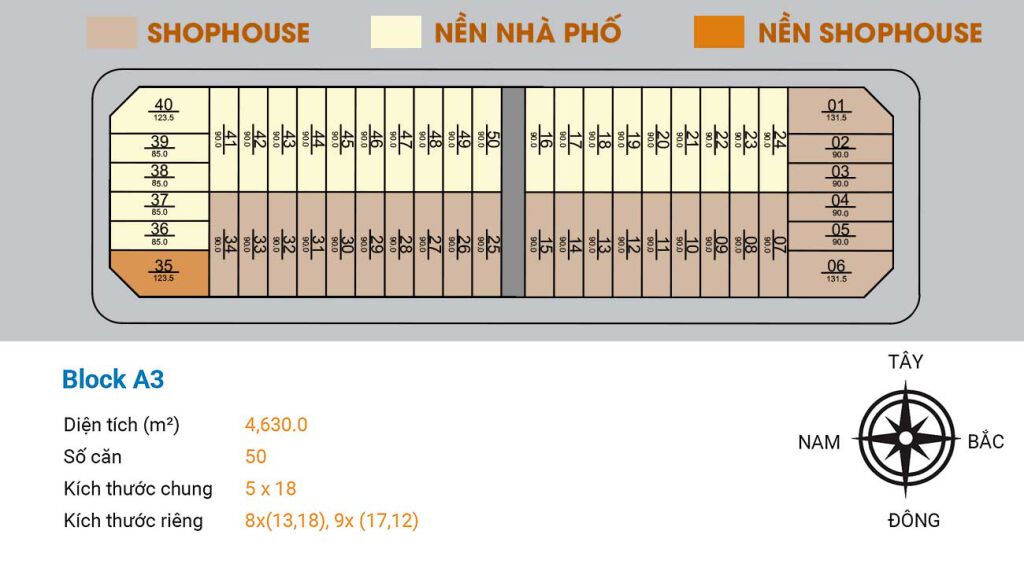 SHOPHOUSE NỀN NHÀ PHỐ NỀN SHOPHOUSE
40
123.5
39
85.0
38
85.0
37
85.0
36
85.0
35
123.5
41 42 43 44 45 46 47 48 49 50
90.0 90.0 90.0 90.0 90.0 90.0 90.0 90.0 90.0 90.0
34 33 32 31 30 29 28 27 26 25
90.0 90.0 90.0 90.0 90.0 90.0 90.0 90.0 90.0 90.0
16 17 18 19 20 21 22 23 24
90.0 90.0 90.0 90.0 90.0 90.0 90.0 90.0 90.0
15 14 13 12 11 10 09 08 07
90.0 90.0 90.0 90.0 90.0 90.0 90.0 90.0 90.0
01
131.5
02
90.0
03
90.0
04
90.0
05
90.0
06
131.5
Block A3
Diện tích (m²) 4,630.0
Số căn 50
Kích thước chung 5 x 18
Kích thước riêng 8x(13,18), 9x (17,12)
TÂY
NAM BẮC
ĐÔNG